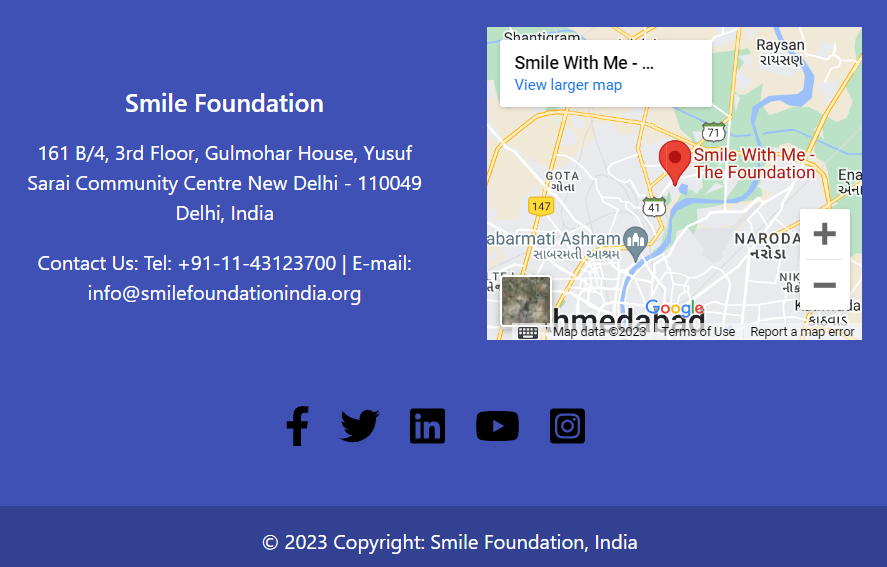 Smile Foundation
161 B/4, 3rd Floor, Gulmohar House, Yusuf
Sarai Community Centre New Delhi - 110049
Delhi, India
Contact Us: Tel: +91-11-43123700 | E-mail:
info@smilefoundationindia.org
Shantigram
Smile With Me - ...
View larger map
Raysan
રાયસણ
71
Smile With Me -
The Foundation
GOTA
ગોતા
Ena
147
41
abarmati Ashram
સાબરમતી આશ્રમ
NARODA
નરોડા
NIK
Google
hmedabad
કઠવાડા
Map data ©2023
Terms of Use
Report a map error
© 2023 Copyright: Smile Foundation, India